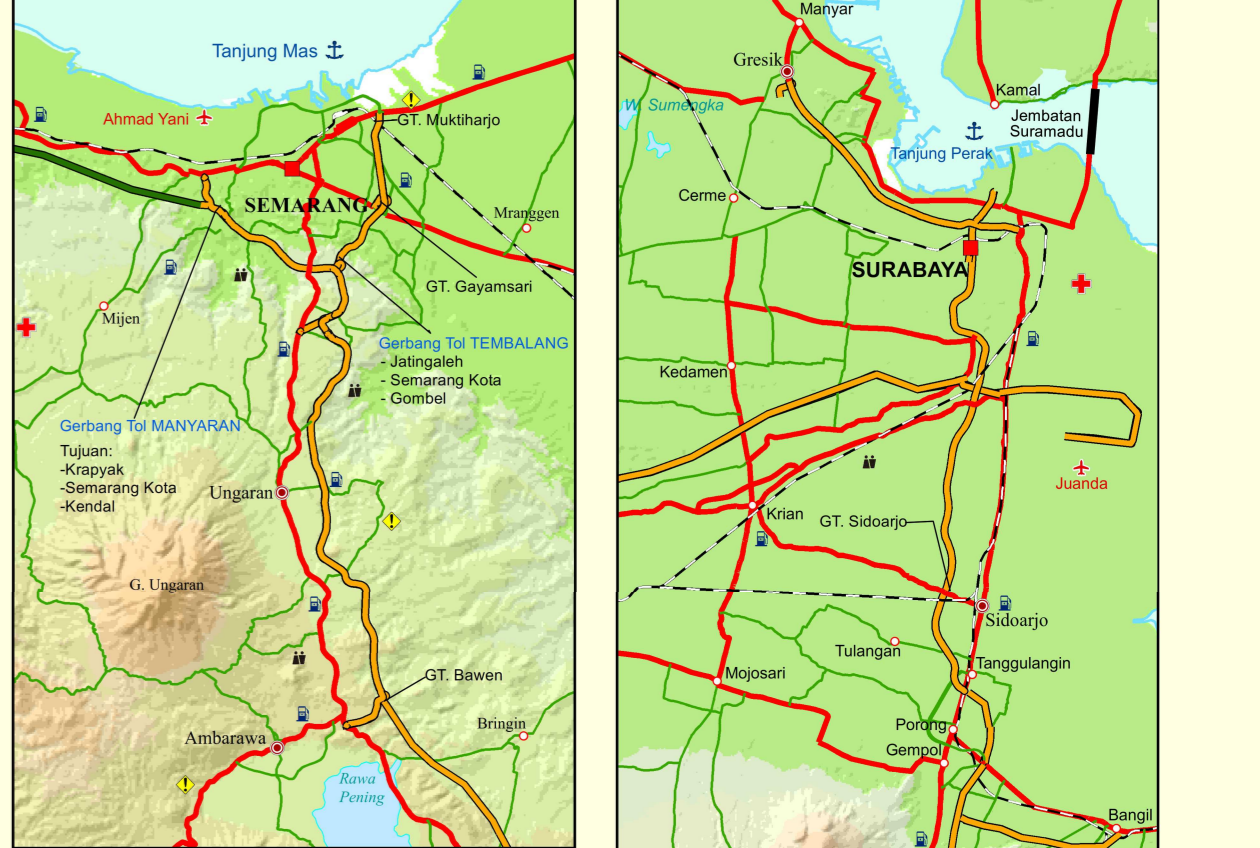 Tanjung Mas
Ahmad Yani
GT. Muktiharjo
SEMARANG
Mranggen
GT. Gayamsari
Mijen
Gerbang Tol TEMBALANG
- Jatingaleh
- Semarang Kota
- Gombel
Gerbang Tol MANYARAN
Tujuan:
-Krapyak
-Semarang Kota
-Kendal
Ungaran
G. Ungaran
GT. Bawen
Bringin
Ambarawa
Rawa
Pening
Manyar
Gresik
W. Sumengka
Kamal
Jembatan
Suramadu
Tanjung Perak
Cerme
SURABAYA
Kedamen
Juanda
Krian
GT. Sidoarjo
Sidoarjo
Tulangan
Tanggulangin
Mojosari
Porong
Gempol
Bangil